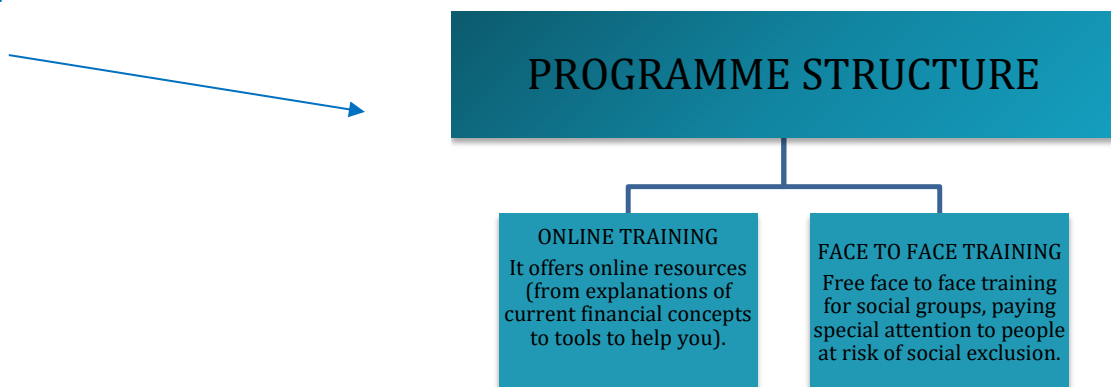 PROGRAMME STRUCTURE
ONLINE TRAINING
It offers online resources
(from explanations of
current financial concepts
to tools to help you).
FACE TO FACE TRAINING
Free face to face training
for social groups, paying
special attention to people
at risk of social exclusion.